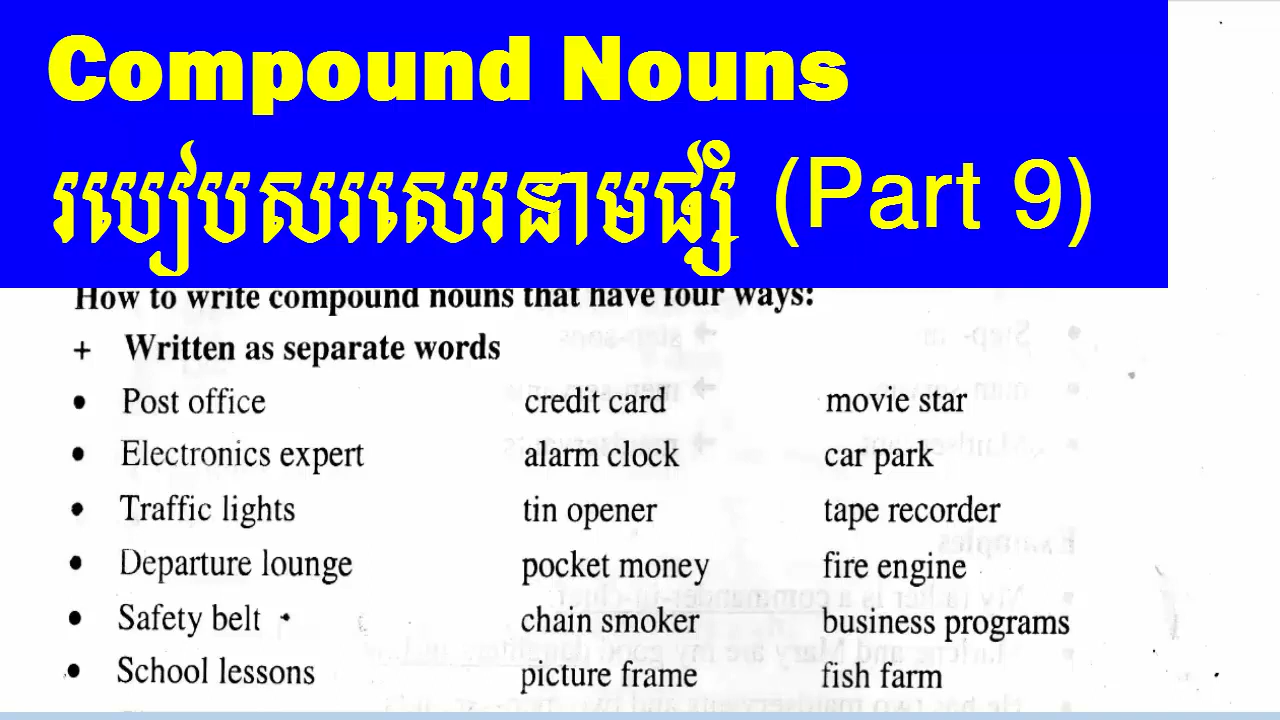 Compound Nouns
របៀបសរសេរនាមផ្សំ (Part 9)
How to write compound nouns that have four ways:
+ Written as separate words
• Post office credit card movie star
• Electronics expert alarm clock car park
• Traffic lights tin opener tape recorder
• Departure lounge pocket money fire engine
• Safety belt chain smoker business programs
• School lessons picture frame fish farm